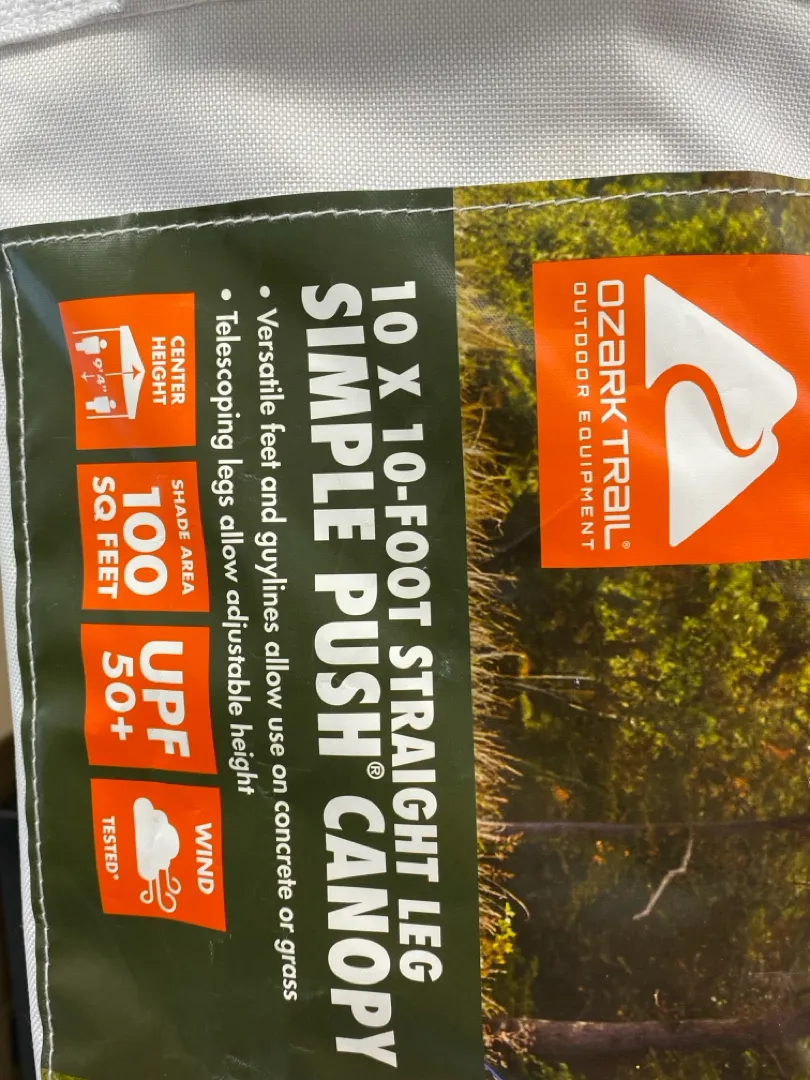 OZARK TRAIL®
OUTDOOR EQUIPMENT
10 X 10-FOOT STRAIGHT LEG
SIMPLE PUSH® CANOPY
• Versatile feet and guylines allow use on concrete or grass
• Telescoping legs allow adjustable height
CENTER
HEIGHT
9'4"
SHADE AREA
100
SQ FEET
UPF
50+
WIND
TESTED*